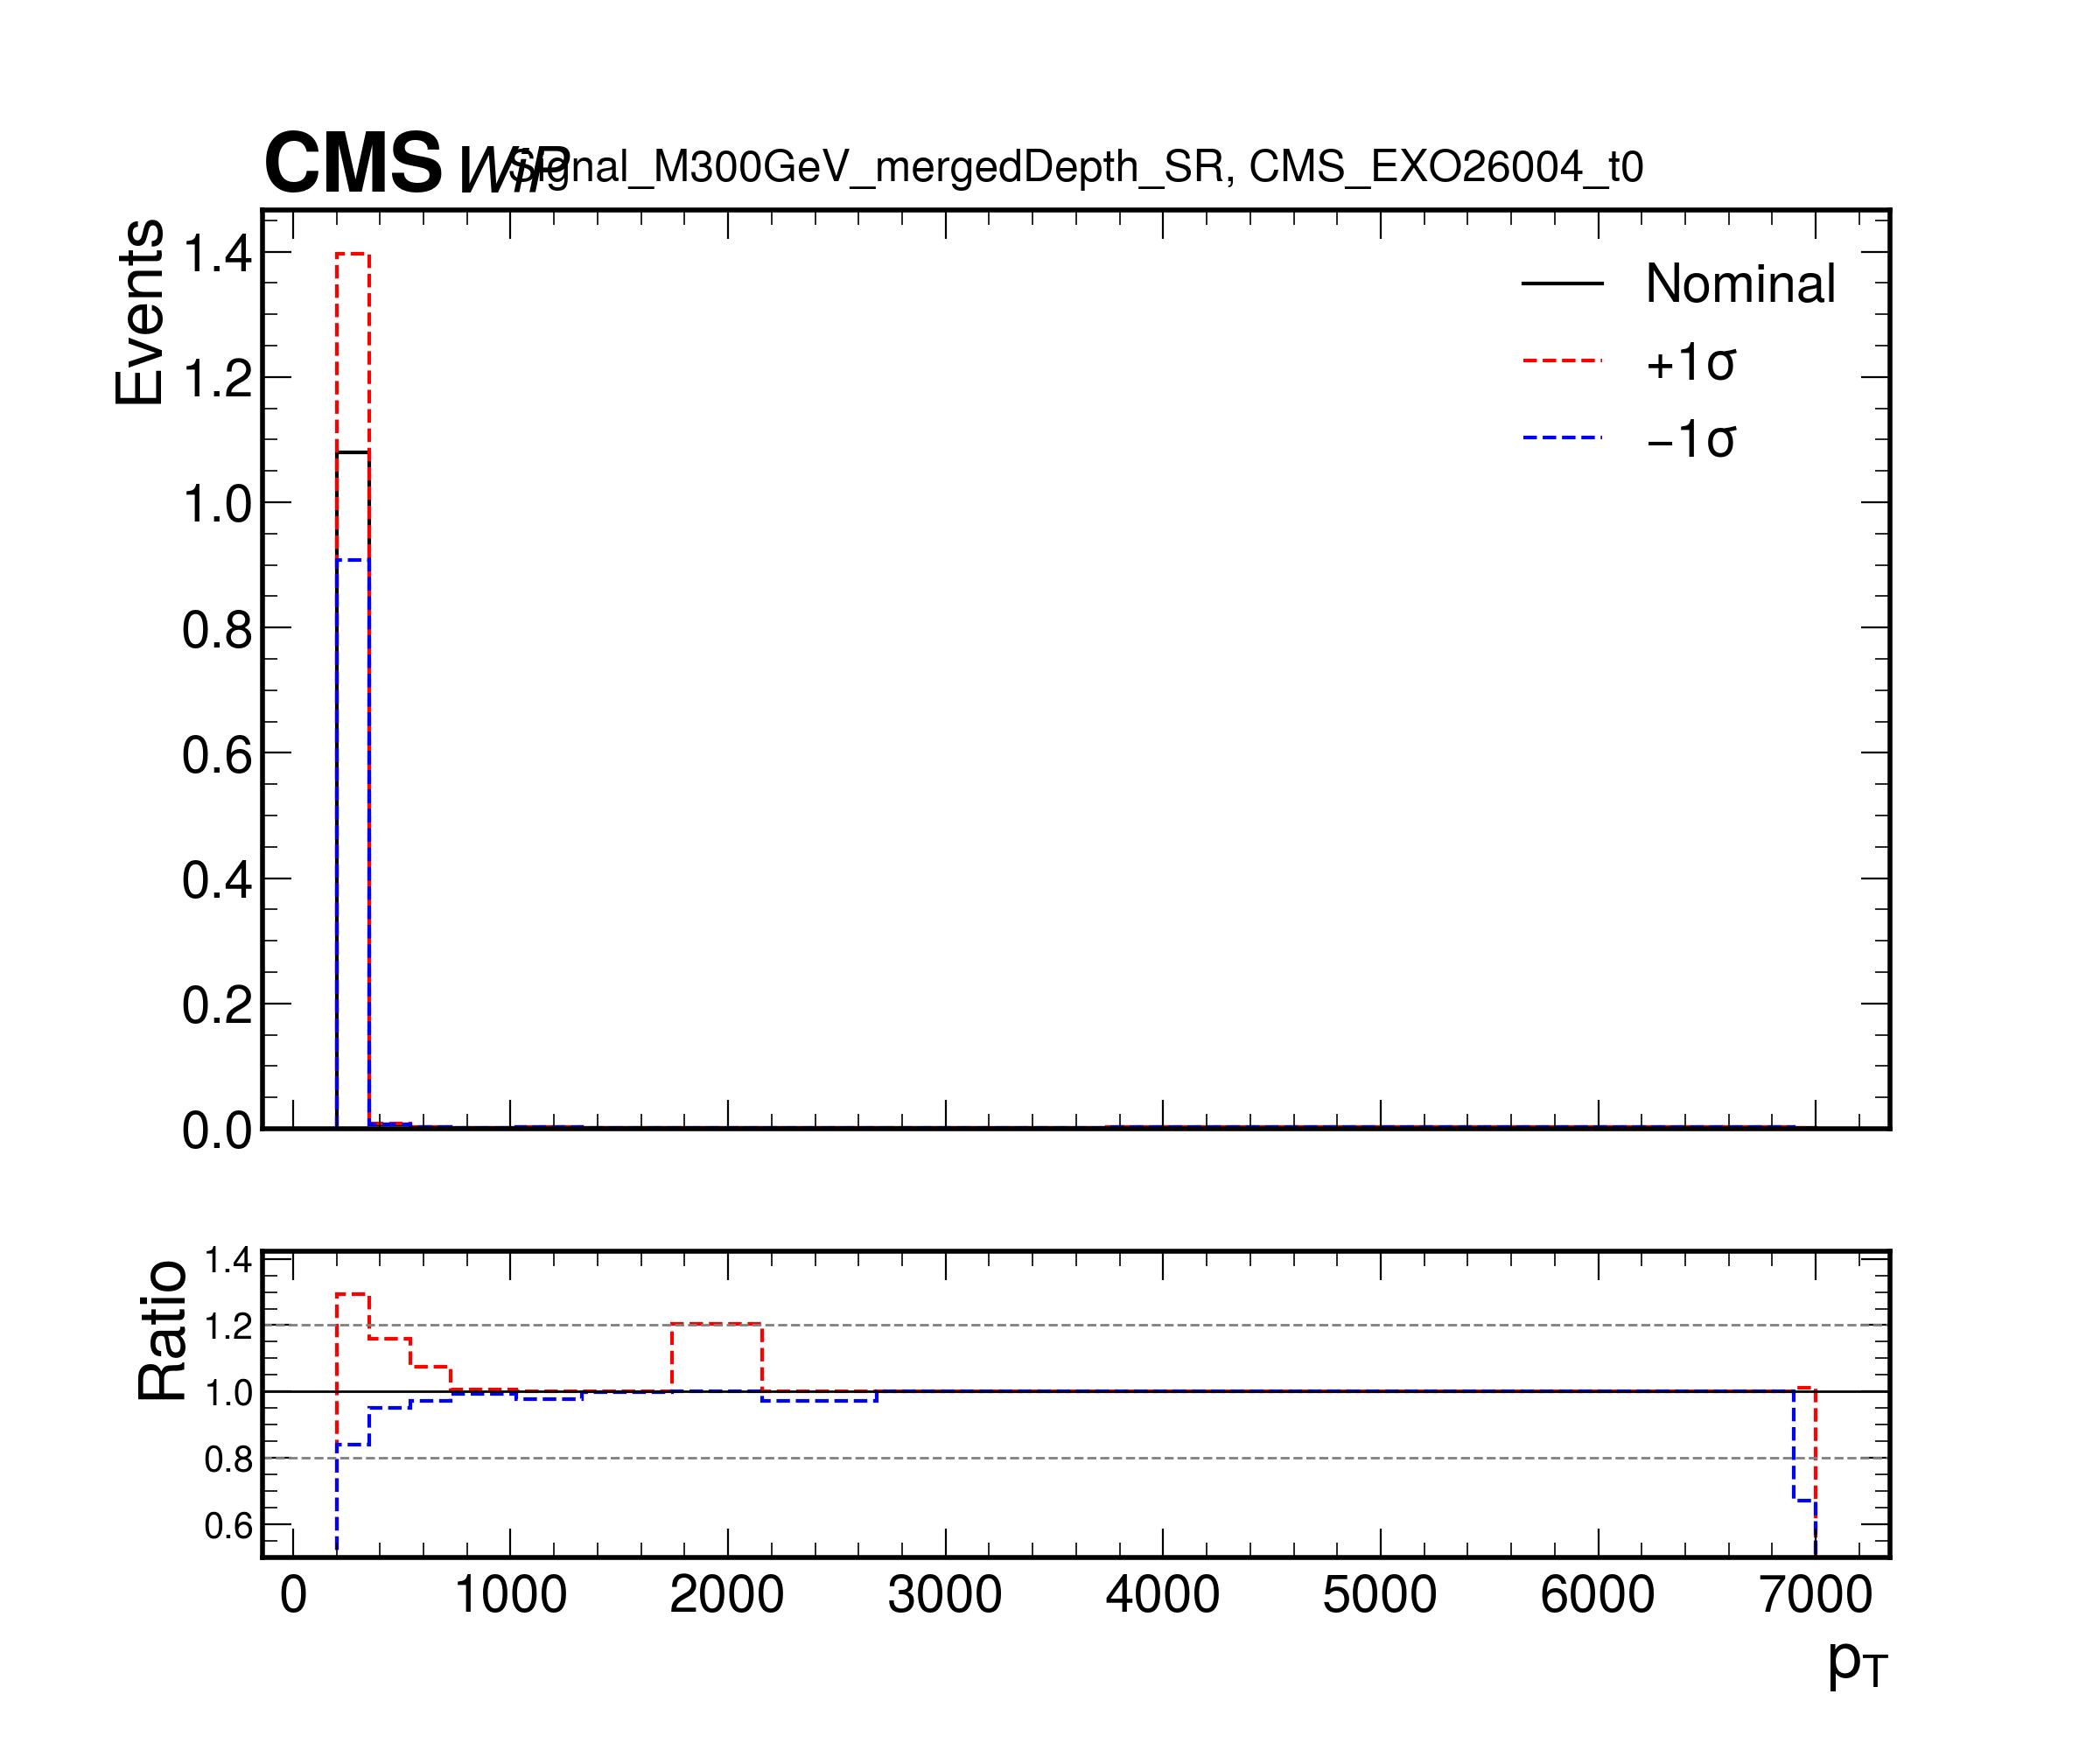 CMS WiP Signal_M300GeV_mergedDepth_SR, CMS_EXO26004_t0
Events
1.4
1.2
1.0
0.8
0.6
0.4
0.2
0.0
Nominal
+1σ
−1σ
Ratio
1.4
1.2
1.0
0.8
0.6
0 1000 2000 3000 4000 5000 6000 7000
pT